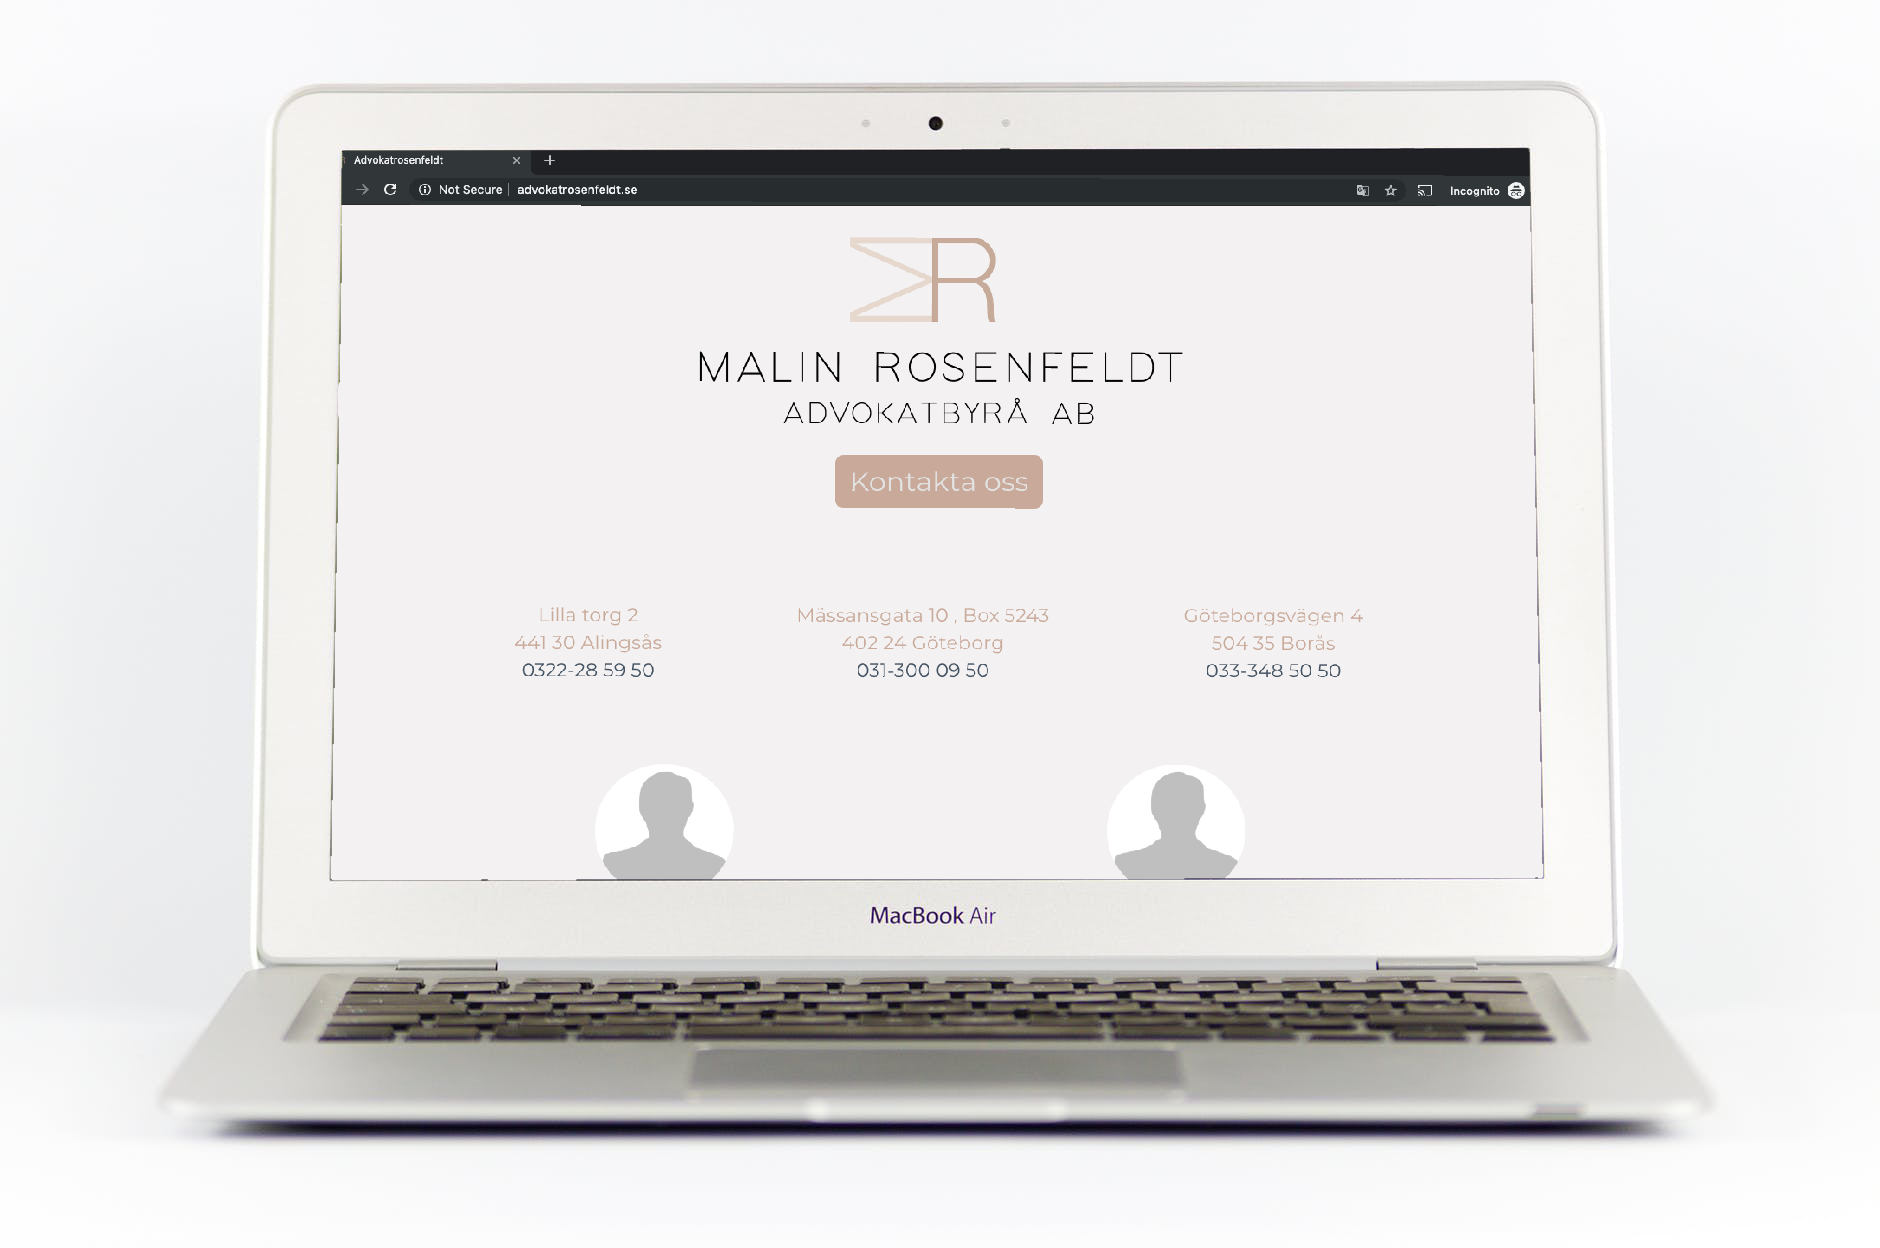 Advokatrosenfeldt
Not Secure advokatrosenfeldt.se Incognito
MR
MALIN ROSENFELDT
ADVOKATBYRÅ AB
Kontakta oss
Lilla torg 2
441 30 Alingsås
0322-28 59 50
Mässansgata 10 , Box 5243
402 24 Göteborg
031-300 09 50
Göteborgsvägen 4
504 35 Borås
033-348 50 50
MacBook Air